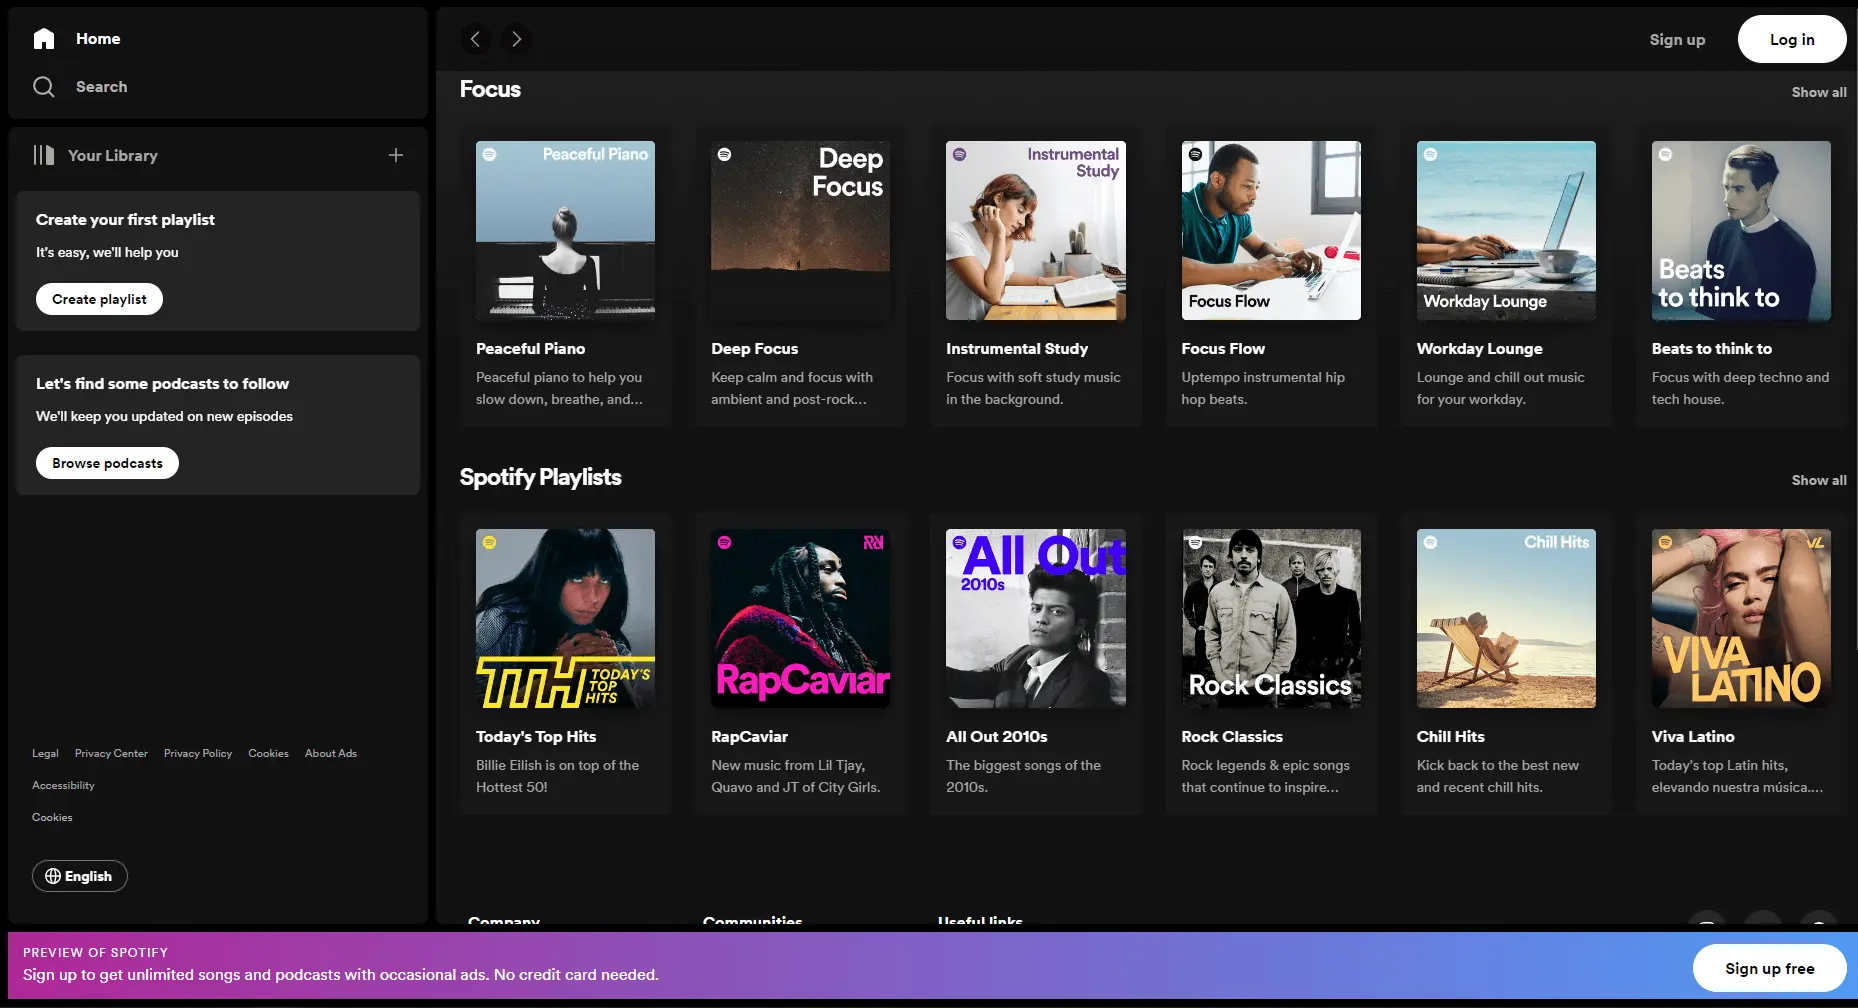 Home
Search
Your Library
Create your first playlist
It's easy, we'll help you
Create playlist
Let's find some podcasts to follow
We'll keep you updated on new episodes
Browse podcasts
Legal Privacy Center Privacy Policy Cookies About Ads
Accessibility
Cookies
English
Sign up
Log in
Focus
Show all
Peaceful Piano
Peaceful Piano
Peaceful piano to help you
slow down, breathe, and...
Deep
Focus
Deep Focus
Keep calm and focus with
ambient and post-rock...
Instrumental
Study
Instrumental Study
Focus with soft study music
in the background.
Focus Flow
Focus Flow
Uptempo instrumental hip
hop beats.
Workday Lounge
Workday Lounge
Lounge and chill out music
for your workday.
Beats
to think to
Beats to think to
Focus with deep techno and
tech house.
Spotify Playlists
Show all
TTH TODAY'S
TOP
HITS
Today's Top Hits
Billie Eilish is on top of the
Hottest 50!
RapCaviar
RapCaviar
New music from Lil Tjay,
Quavo and JT of City Girls.
All Out
2010s
All Out 2010s
The biggest songs of the
2010s.
Rock Classics
Rock Classics
Rock legends & epic songs
that continue to inspire...
Chill Hits
Chill Hits
Kick back to the best new
and recent chill hits.
VL
VIVA
LATINO
Viva Latino
Today's top Latin hits,
elevando nuestra música....
Company
Communities
Useful links
PREVIEW OF SPOTIFY
Sign up to get unlimited songs and podcasts with occasional ads. No credit card needed.
Sign up free